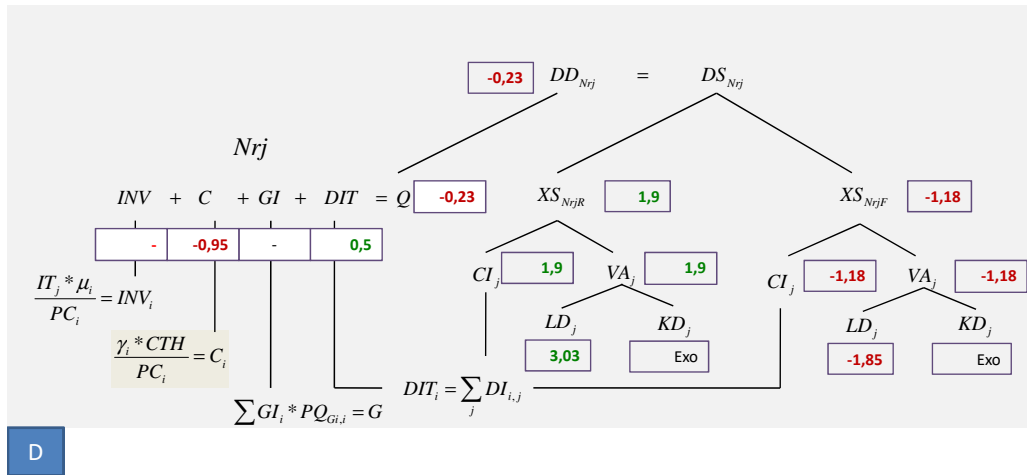 -0,23 DD_Nrj = DS_Nrj
Nrj
INV + C + GI + DIT = Q -0,23 XS_NrjR 1,9 XS_NrjF -1,18
- -0,95 - 0,5
CI_j 1,9 VA_j 1,9 CI_j -1,18 VA_j -1,18
IT_j * μ_i / PC_i = INV_i
LD_j KD_j LD_j KD_j
3,03 Exo -1,85 Exo
γ_i * CTH / PC_i = C_i
DIT_i = ∑_j DI_i,j
∑ GI_i * PQ_Gi,i = G
D